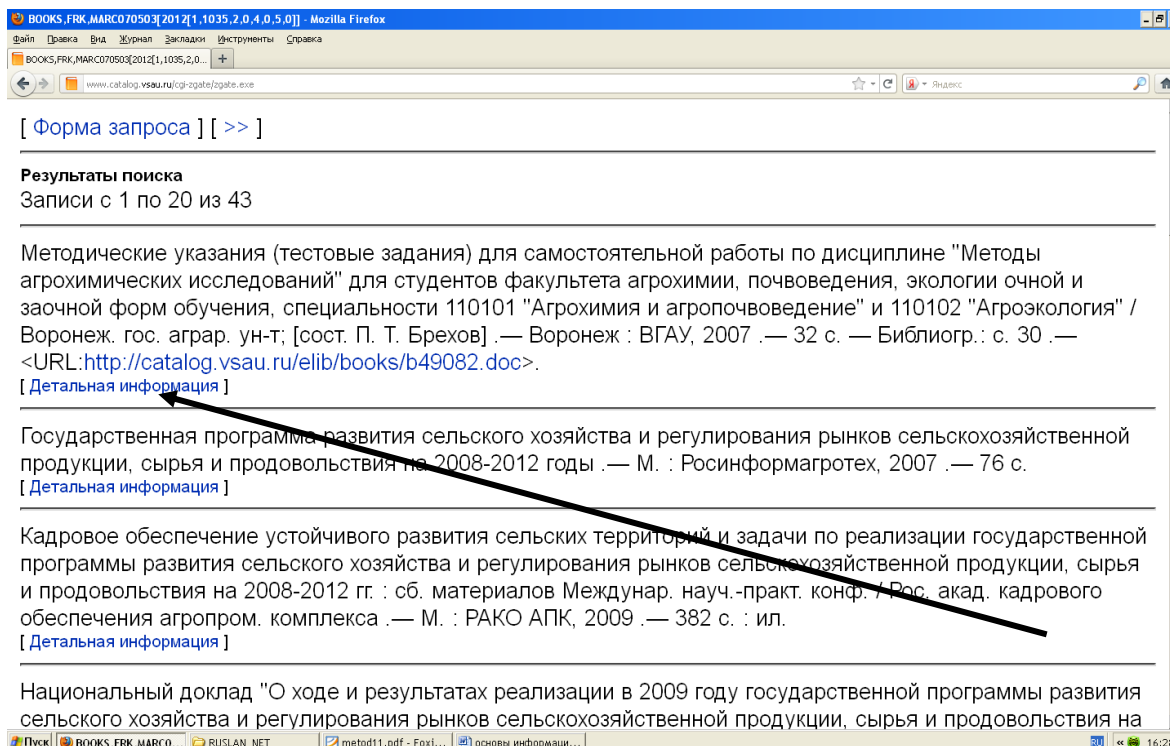 BOOKS,FRK,MARC070503[2012[1,1035,2,0,4,0,5,0]] - Mozilla Firefox
Файл Правка Вид Журнал Закладки Инструменты Справка
BOOKS,FRK,MARC070503[2012[1,1035,2,0... +
www.catalog.vsau.ru/cgi-zgate/zgate.exe Яндекс
[ Форма запроса ] [ >> ]
Результаты поиска
Записи с 1 по 20 из 43
Методические указания (тестовые задания) для самостоятельной работы по дисциплине "Методы
агрохимических исследований" для студентов факультета агрохимии, почвоведения, экологии очной и
заочной форм обучения, специальности 110101 "Агрохимия и агропочвоведение" и 110102 "Агроэкология" /
Воронеж. гос. аграр. ун-т; [сост. П. Т. Брехов] .— Воронеж : ВГАУ, 2007 .— 32 с. — Библиогр.: с. 30 .—
<URL:http://catalog.vsau.ru/elib/books/b49082.doc>.
[ Детальная информация ]
Государственная программа развития сельского хозяйства и регулирования рынков сельскохозяйственной
продукции, сырья и продовольствия на 2008-2012 годы .— М. : Росинформагротех, 2007 .— 76 с.
[ Детальная информация ]
Кадровое обеспечение устойчивого развития сельских территорий и задачи по реализации государственной
программы развития сельского хозяйства и регулирования рынков сельскохозяйственной продукции, сырья
и продовольствия на 2008-2012 гг. : сб. материалов Междунар. науч.-практ. конф. / Рос. акад. кадрового
обеспечения агропром. комплекса .— М. : РАКО АПК, 2009 .— 382 с. : ил.
[ Детальная информация ]
Национальный доклад "О ходе и результатах реализации в 2009 году государственной программы развития
сельского хозяйства и регулирования рынков сельскохозяйственной продукции, сырья и продовольствия на
Пуск BOOKS,FRK,MARC0... RUSLAN_NET metod11.pdf - Foxi... основы информаци... RU «